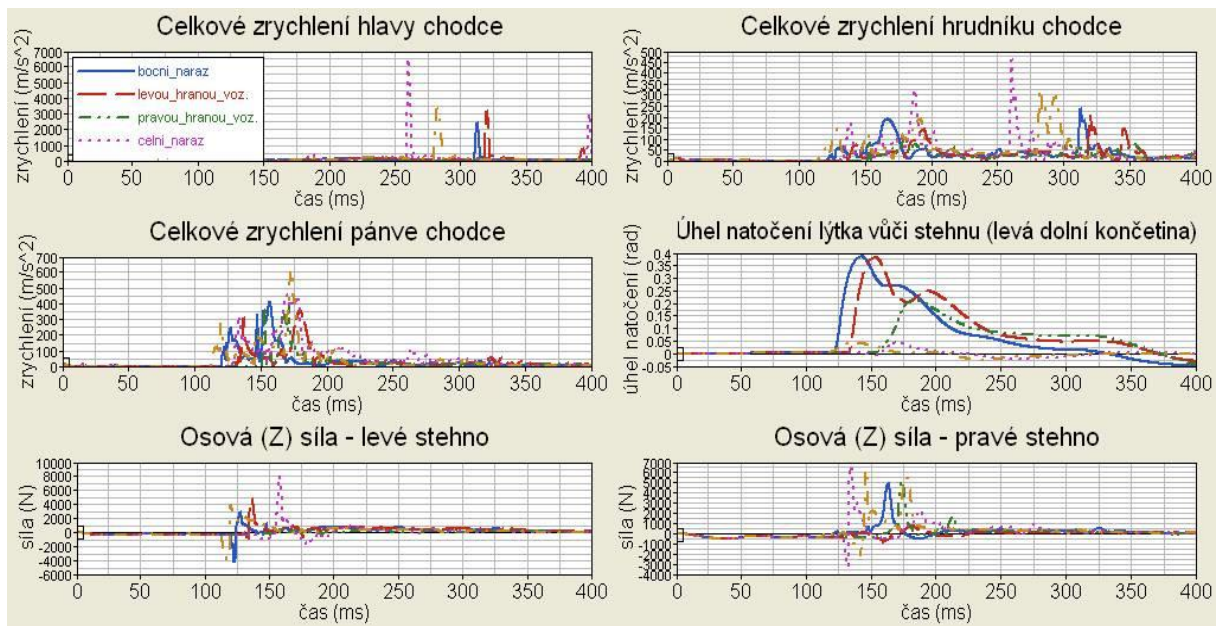 Celkové zrychlení hlavy chodce
zrychlení (m/s^2)
7000
6000
5000
4000
3000
2000
1000
0
bocni_naraz
levou_hranou_voz.
pravou_hranou_voz.
celni_naraz
0 50 100 150 200 250 300 350 400
čas (ms)
Celkové zrychlení hrudníku chodce
zrychlení (m/s^2)
500
450
400
350
300
250
200
150
100
50
0
0 50 100 150 200 250 300 350 400
čas (ms)
Celkové zrychlení pánve chodce
zrychlení (m/s^2)
700
600
500
400
300
200
100
0
0 50 100 150 200 250 300 350 400
čas (ms)
Úhel natočení lýtka vůči stehnu (levá dolní končetina)
úhel natočení (rad)
0.4
0.35
0.3
0.25
0.2
0.15
0.1
0.05
0
-0.05
0 50 100 150 200 250 300 350 400
čas (ms)
Osová (Z) síla - levé stehno
síla (N)
10000
8000
6000
4000
2000
0
-2000
-4000
-6000
0 50 100 150 200 250 300 350 400
čas (ms)
Osová (Z) síla - pravé stehno
síla (N)
7000
6000
5000
4000
3000
2000
1000
0
-1000
-2000
-3000
-4000
0 50 100 150 200 250 300 350 400
čas (ms)